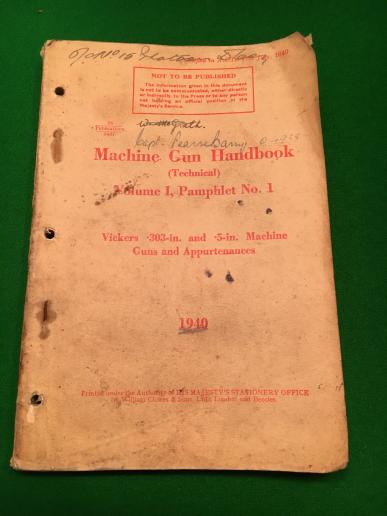 1940
NOT TO BE PUBLISHED
The information given in this document
is not to be communicated, either directly
or indirectly, to the Press or to any person
not holding an official position in His
Majesty's Service.
26
Publications
Capt.
Machine Gun Handbook
(Technical)
Volume I, Pamphlet No. 1
Vickers ·303-in. and ·5-in. Machine
Guns and Appurtenances
1940
Printed under the Authority of HIS MAJESTY'S STATIONERY OFFICE
by William Clowes & Sons, Ltd., London and Beccles.